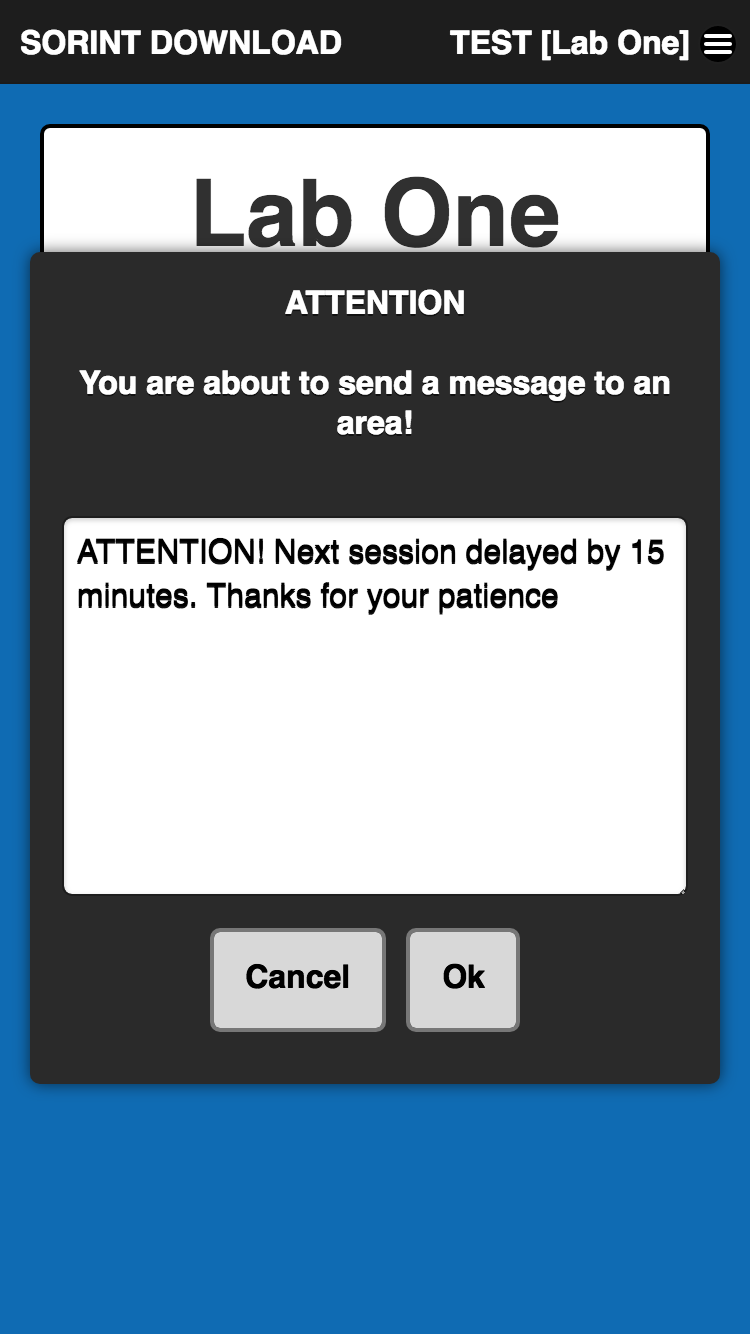 SORINT DOWNLOAD TEST [Lab One]
Lab One
ATTENTION
You are about to send a message to an
area!
ATTENTION! Next session delayed by 15
minutes. Thanks for your patience
Cancel Ok